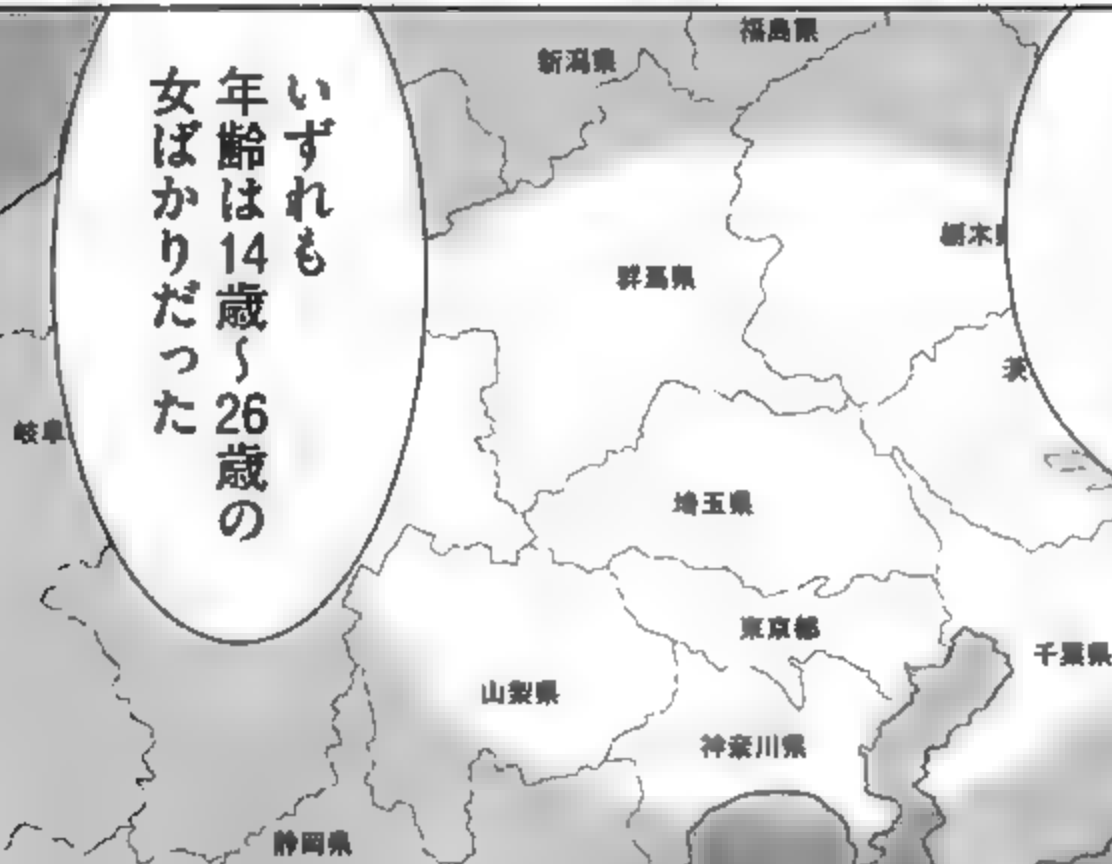 いずれも
年齢は14歳〜26歳の
女ばかりだった
福島県
新潟県
栃木県
群馬県
岐阜
埼玉県
東京都
千葉県
山梨県
神奈川県
静岡県